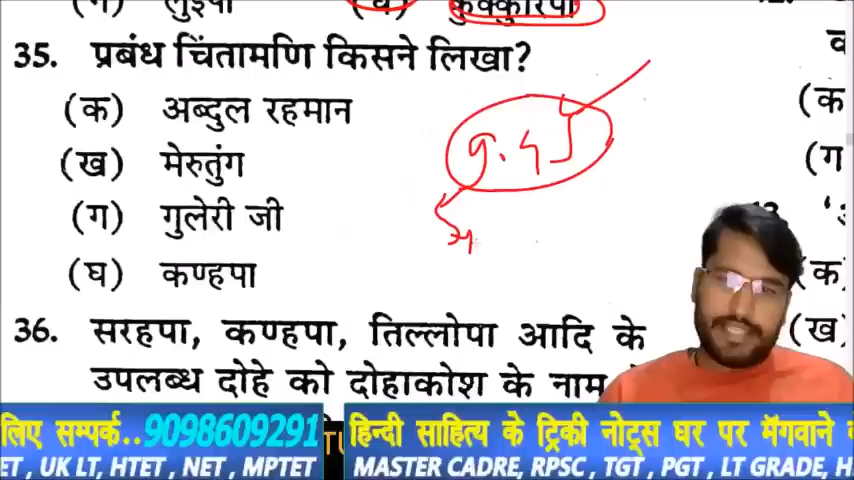 (ग) लुइपा (घ) कुक्कुरिपा
35. प्रबंध चिंतामणि किसने लिखा?
(क) अब्दुल रहमान
(ख) मेरुतुंग
(ग) गुलेरी जी
(घ) कण्हपा
36. सरहपा, कण्हपा, तिल्लोपा आदि के
उपलब्ध दोहे को दोहाकोश के नाम
(क
(ग
(क)
(ख)
लिए सम्पर्क..9098609291
हिन्दी साहित्य के ट्रिकी नोट्स घर पर मॅगवाने
ET , UK LT, HTET , NET , MPTET
MASTER CADRE, RPSC , TGT , PGT , LT GRADE, H